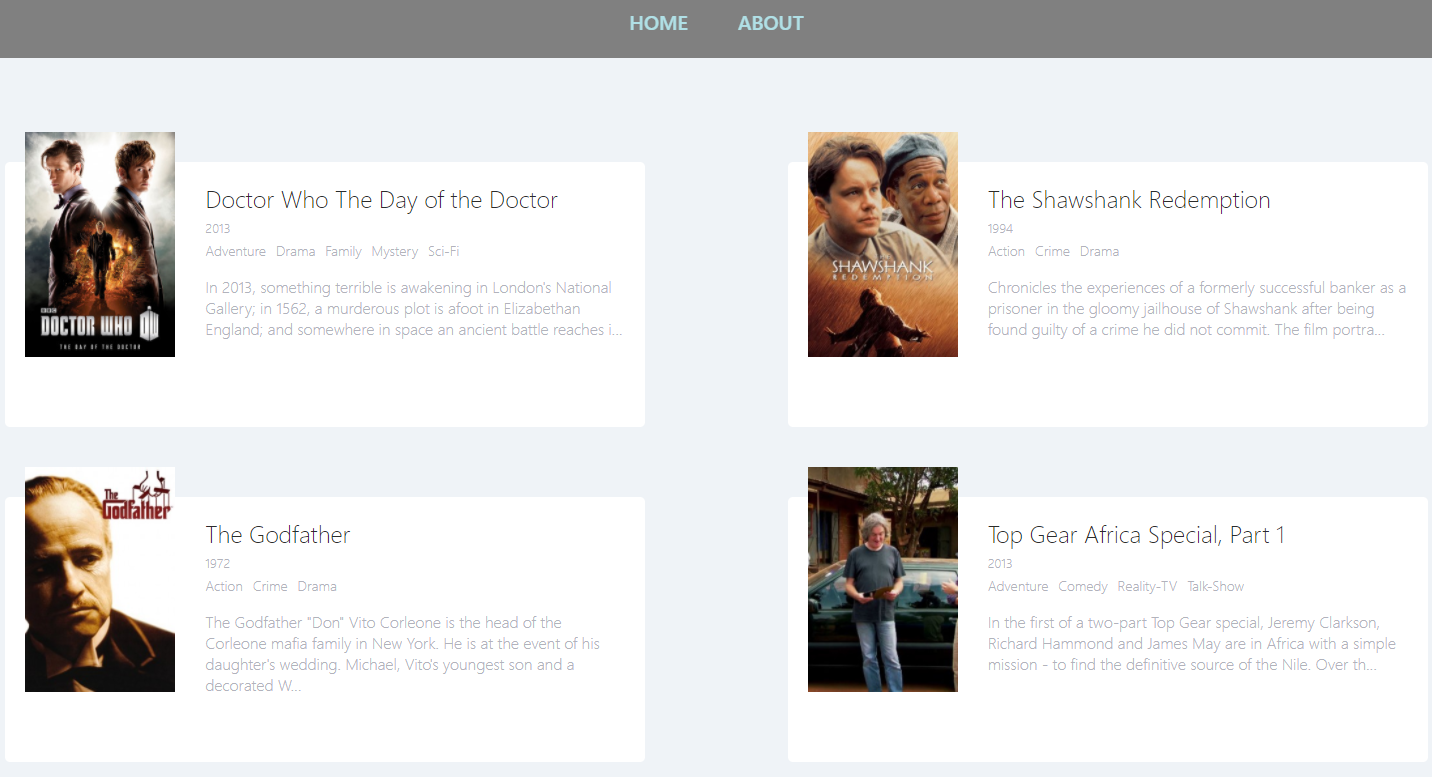 HOME ABOUT
DOCTOR WHO
THE DAY OF THE DOCTOR
Doctor Who The Day of the Doctor
2013
Adventure Drama Family Mystery Sci-Fi
In 2013, something terrible is awakening in London's National
Gallery; in 1562, a murderous plot is afoot in Elizabethan
England; and somewhere in space an ancient battle reaches i...
SHAWSHANK
REDEMPTION
The Shawshank Redemption
1994
Action Crime Drama
Chronicles the experiences of a formerly successful banker as a
prisoner in the gloomy jailhouse of Shawshank after being
found guilty of a crime he did not commit. The film portra...
The
Godfather
The Godfather
1972
Action Crime Drama
The Godfather "Don" Vito Corleone is the head of the
Corleone mafia family in New York. He is at the event of his
daughter's wedding. Michael, Vito's youngest son and a
decorated W...
Top Gear Africa Special, Part 1
2013
Adventure Comedy Reality-TV Talk-Show
In the first of a two-part Top Gear special, Jeremy Clarkson,
Richard Hammond and James May are in Africa with a simple
mission - to find the definitive source of the Nile. Over th...